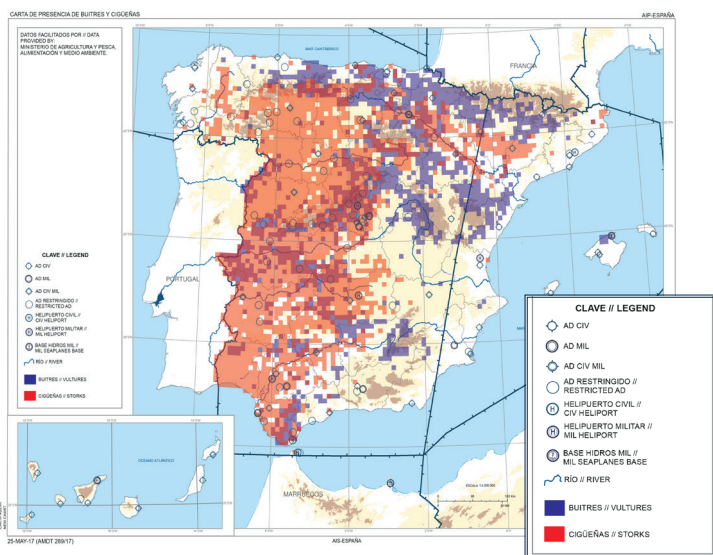 CARTA DE PRESENCIA DE BUITRES Y CIGÜEÑAS
AIP-ESPAÑA
DATOS FACILITADOS POR // DATA
PROVIDED BY:
MINISTERIO DE AGRICULTURA Y PESCA,
ALIMENTACIÓN Y MEDIO AMBIENTE.
MAR CANTÁBRICO
FRANCIA
PORTUGAL
CLAVE // LEGEND
AD CIV
AD MIL
AD CIV MIL
AD RESTRINGIDO //
RESTRICTED AD
HELIPUERTO CIVIL //
CIV HELIPORT
HELIPUERTO MILITAR //
MIL HELIPORT
BASE HIDROS MIL //
MIL SEAPLANES BASE
RÍO // RIVER
BUITRES // VULTURES
CIGÜEÑAS // STORKS
OCÉANO ATLÁNTICO
MARRUECOS
CLAVE // LEGEND
AD CIV
AD MIL
AD CIV MIL
AD RESTRINGIDO //
RESTRICTED AD
HELIPUERTO CIVIL //
CIV HELIPORT
HELIPUERTO MILITAR //
MIL HELIPORT
BASE HIDROS MIL //
MIL SEAPLANES BASE
RÍO // RIVER
BUITRES // VULTURES
CIGÜEÑAS // STORKS
25-MAY-17 (AMDT 289/17)
AIS-ESPAÑA